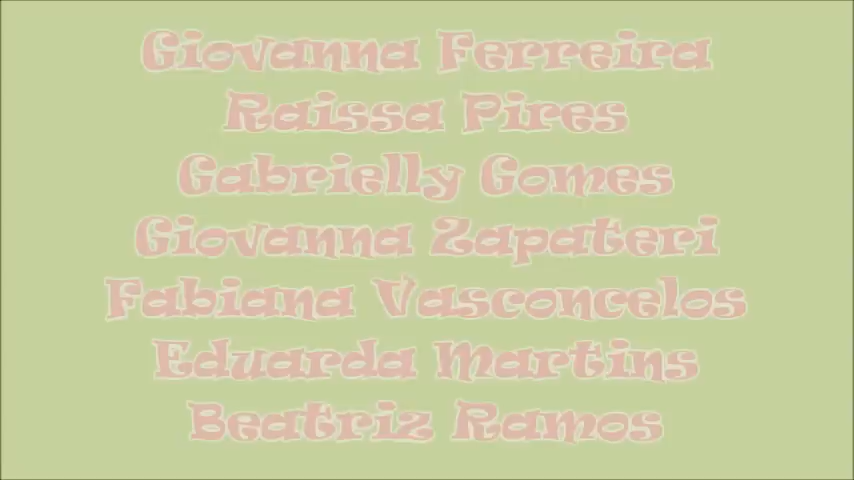 Giovanna Ferreira
Raissa Pires
Gabrielly Gomes
Giovanna Zapateri
Fabiana Vasconcelos
Eduarda Martins
Beatriz Ramos